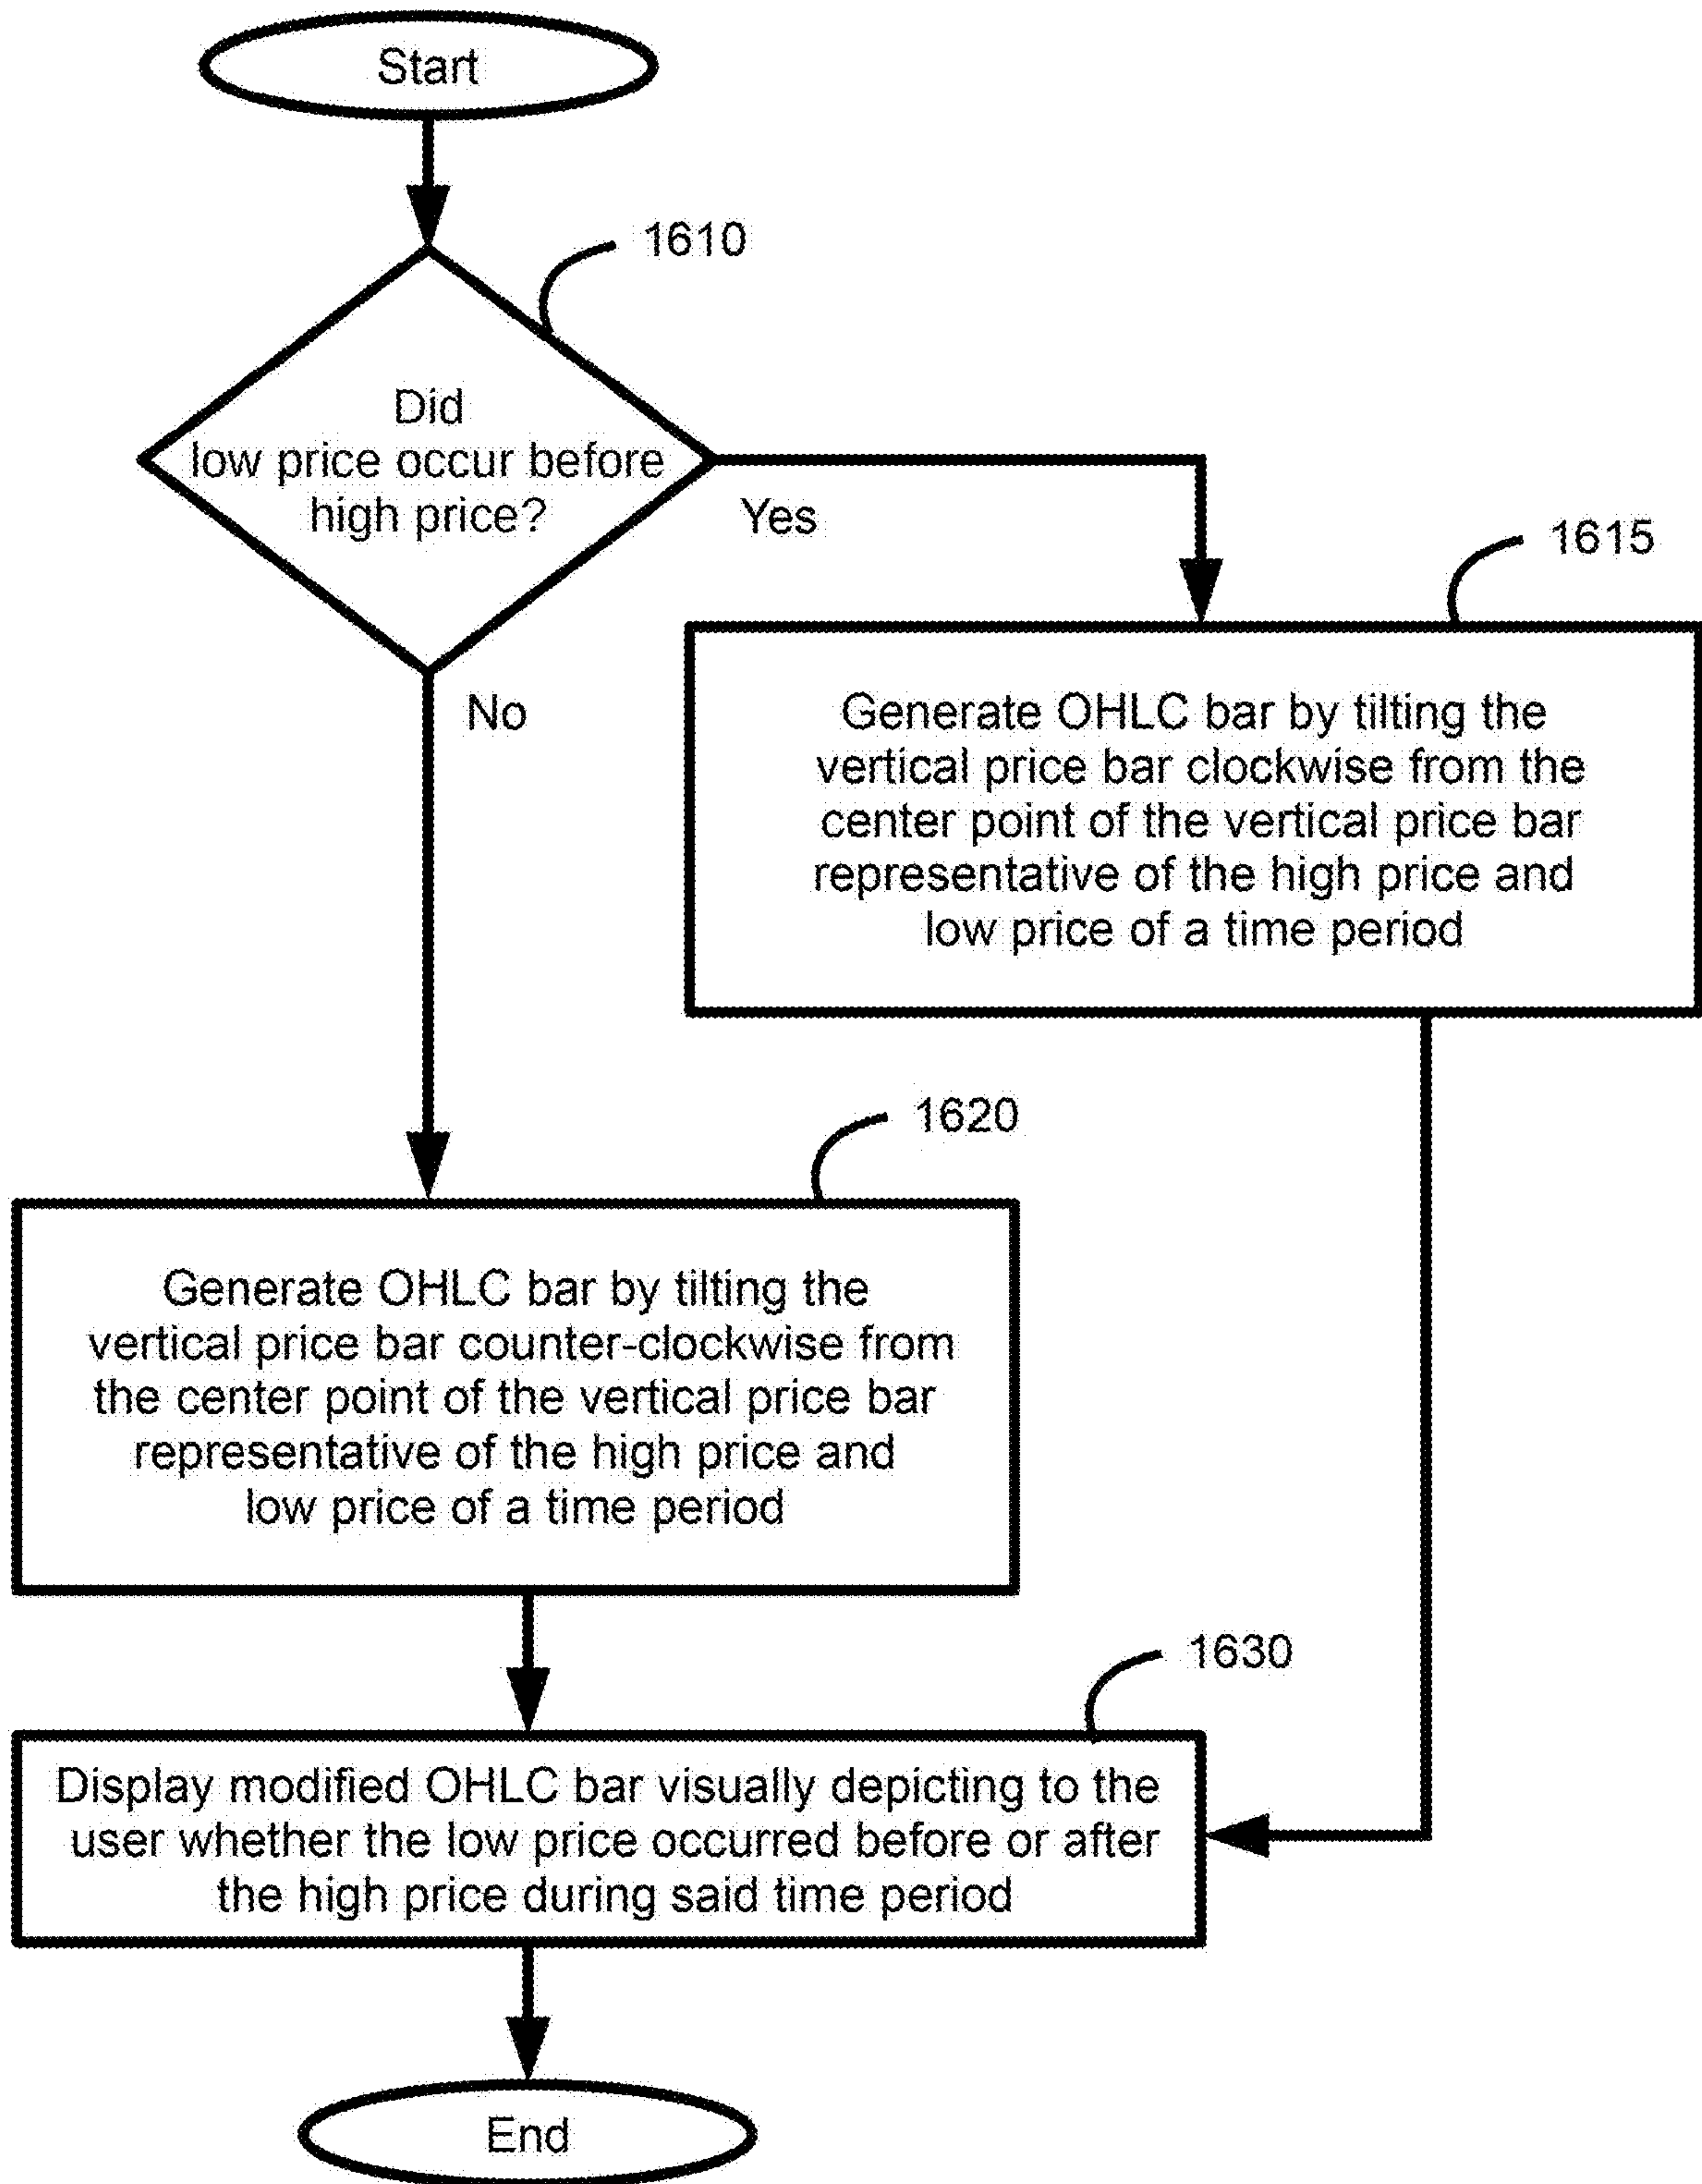 Start
1610
Did
low price occur before
high price?
Yes
No
1615
Generate OHLC bar by tilting the
vertical price bar clockwise from the
center point of the vertical price bar
representative of the high price and
low price of a time period
1620
Generate OHLC bar by tilting the
vertical price bar counter-clockwise from
the center point of the vertical price bar
representative of the high price and
low price of a time period
1630
Display modified OHLC bar visually depicting to the
user whether the low price occurred before or after
the high price during said time period
End